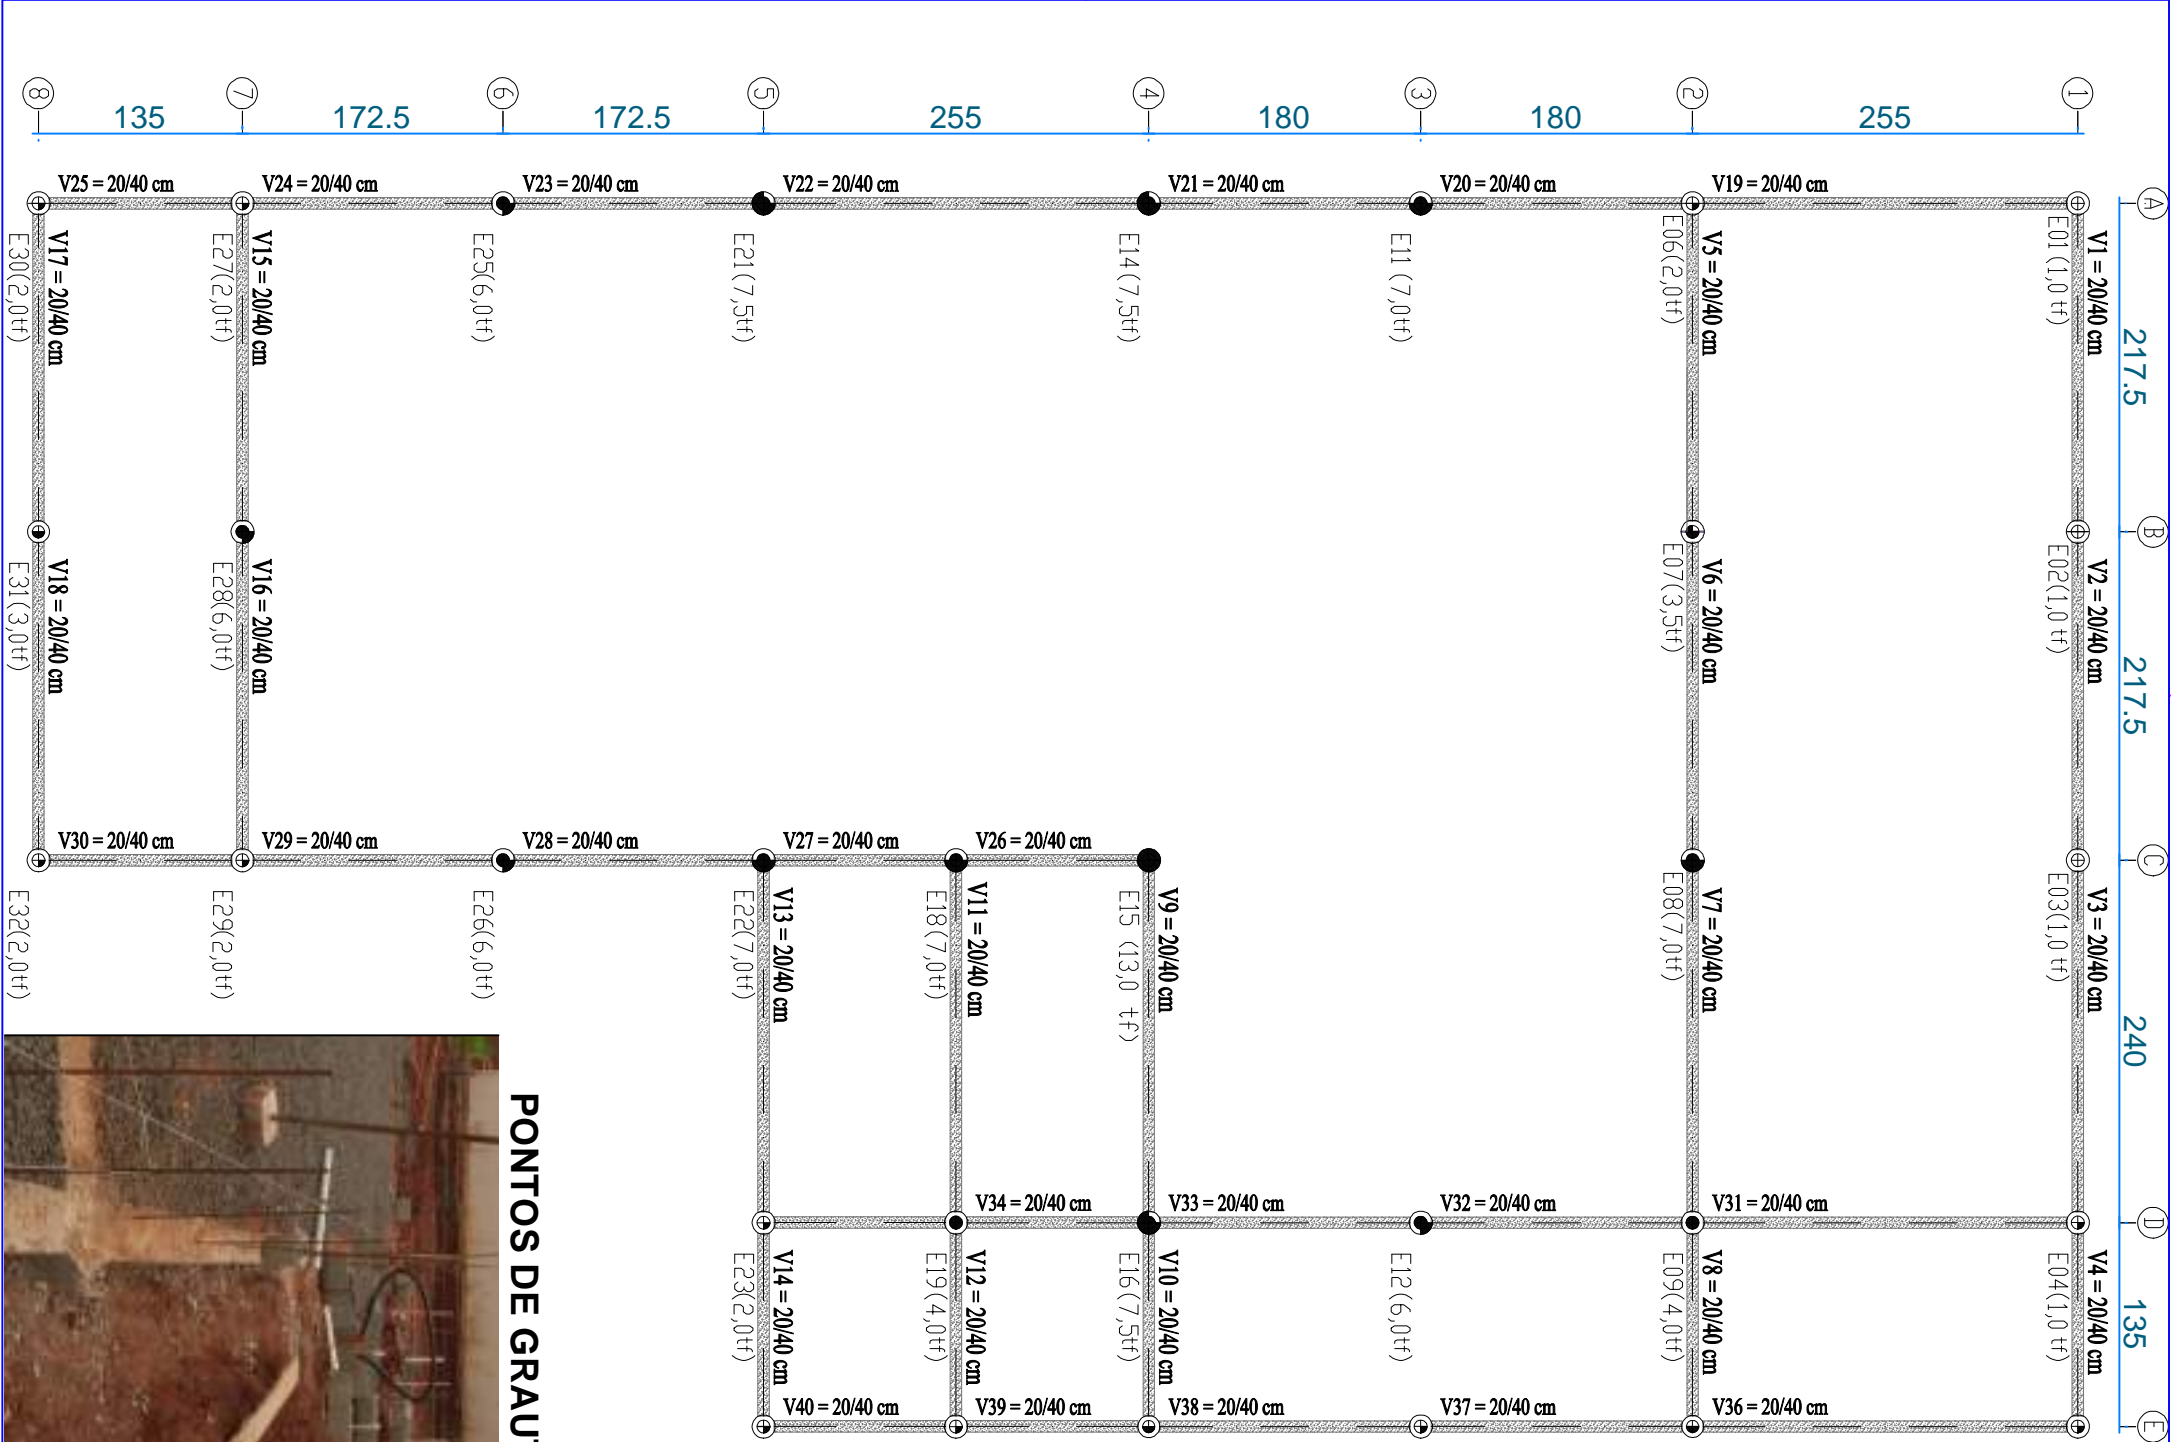 8
7
6
5
4
3
2
1
135
172.5
172.5
255
180
180
255
V25 = 20/40 cm
V24 = 20/40 cm
V23 = 20/40 cm
V22 = 20/40 cm
V21 = 20/40 cm
V20 = 20/40 cm
V19 = 20/40 cm
A
217.5
B
217.5
C
240
D
135
E
V1 = 20/40 cm
E01(1,0 tf)
V2 = 20/40 cm
E02(1,0 tf)
V3 = 20/40 cm
E03(1,0 tf)
V4 = 20/40 cm
E04(1,0 tf)
V5 = 20/40 cm
E06(2,0tf)
V6 = 20/40 cm
E07(3,5tf)
V7 = 20/40 cm
E08(7,0tf)
V8 = 20/40 cm
E09(4,0tf)
E11(7,0tf)
E12(6,0tf)
E14(7,5tf)
V9 = 20/40 cm
E15 (13,0 tf)
V10 = 20/40 cm
E16(7,5tf)
V11 = 20/40 cm
E18(7,0tf)
V12 = 20/40 cm
E19(4,0tf)
E21(7,5tf)
V13 = 20/40 cm
E22(7,0tf)
V14 = 20/40 cm
E23(2,0tf)
E25(6,0tf)
E26(6,0tf)
V15 = 20/40 cm
E27(2,0tf)
V16 = 20/40 cm
E28(6,0tf)
E29(2,0tf)
V17 = 20/40 cm
E30(2,0tf)
V18 = 20/40 cm
E31(3,0tf)
E32(2,0tf)
V30 = 20/40 cm
V29 = 20/40 cm
V28 = 20/40 cm
V27 = 20/40 cm
V26 = 20/40 cm
V34 = 20/40 cm
V33 = 20/40 cm
V32 = 20/40 cm
V31 = 20/40 cm
V40 = 20/40 cm
V39 = 20/40 cm
V38 = 20/40 cm
V37 = 20/40 cm
V36 = 20/40 cm
PONTOS DE GRAU